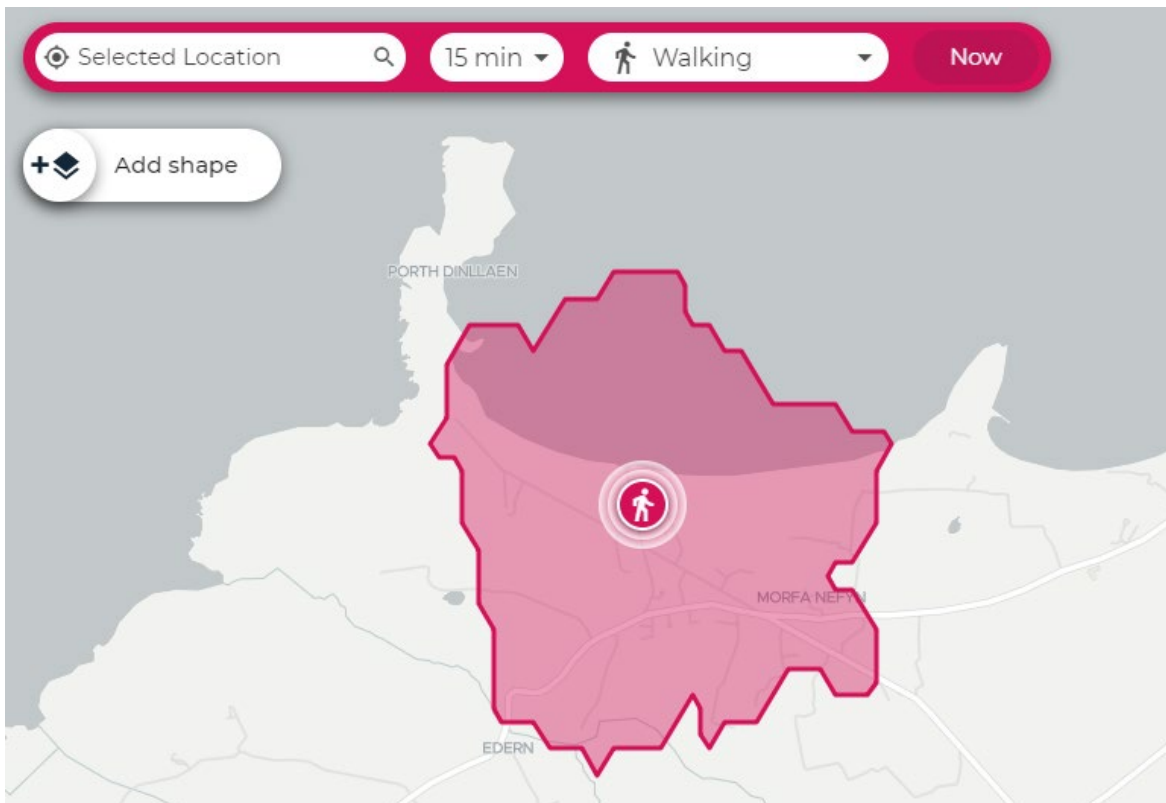 Selected Location
15 min
Walking
Now
Add shape
PORTH DINLLAEN
MORFA NEFYN
EDERN